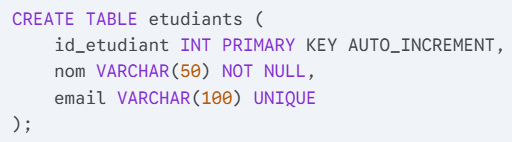 CREATE TABLE etudiants (
    id_etudiant INT PRIMARY KEY AUTO_INCREMENT,
    nom VARCHAR(50) NOT NULL,
    email VARCHAR(100) UNIQUE
);